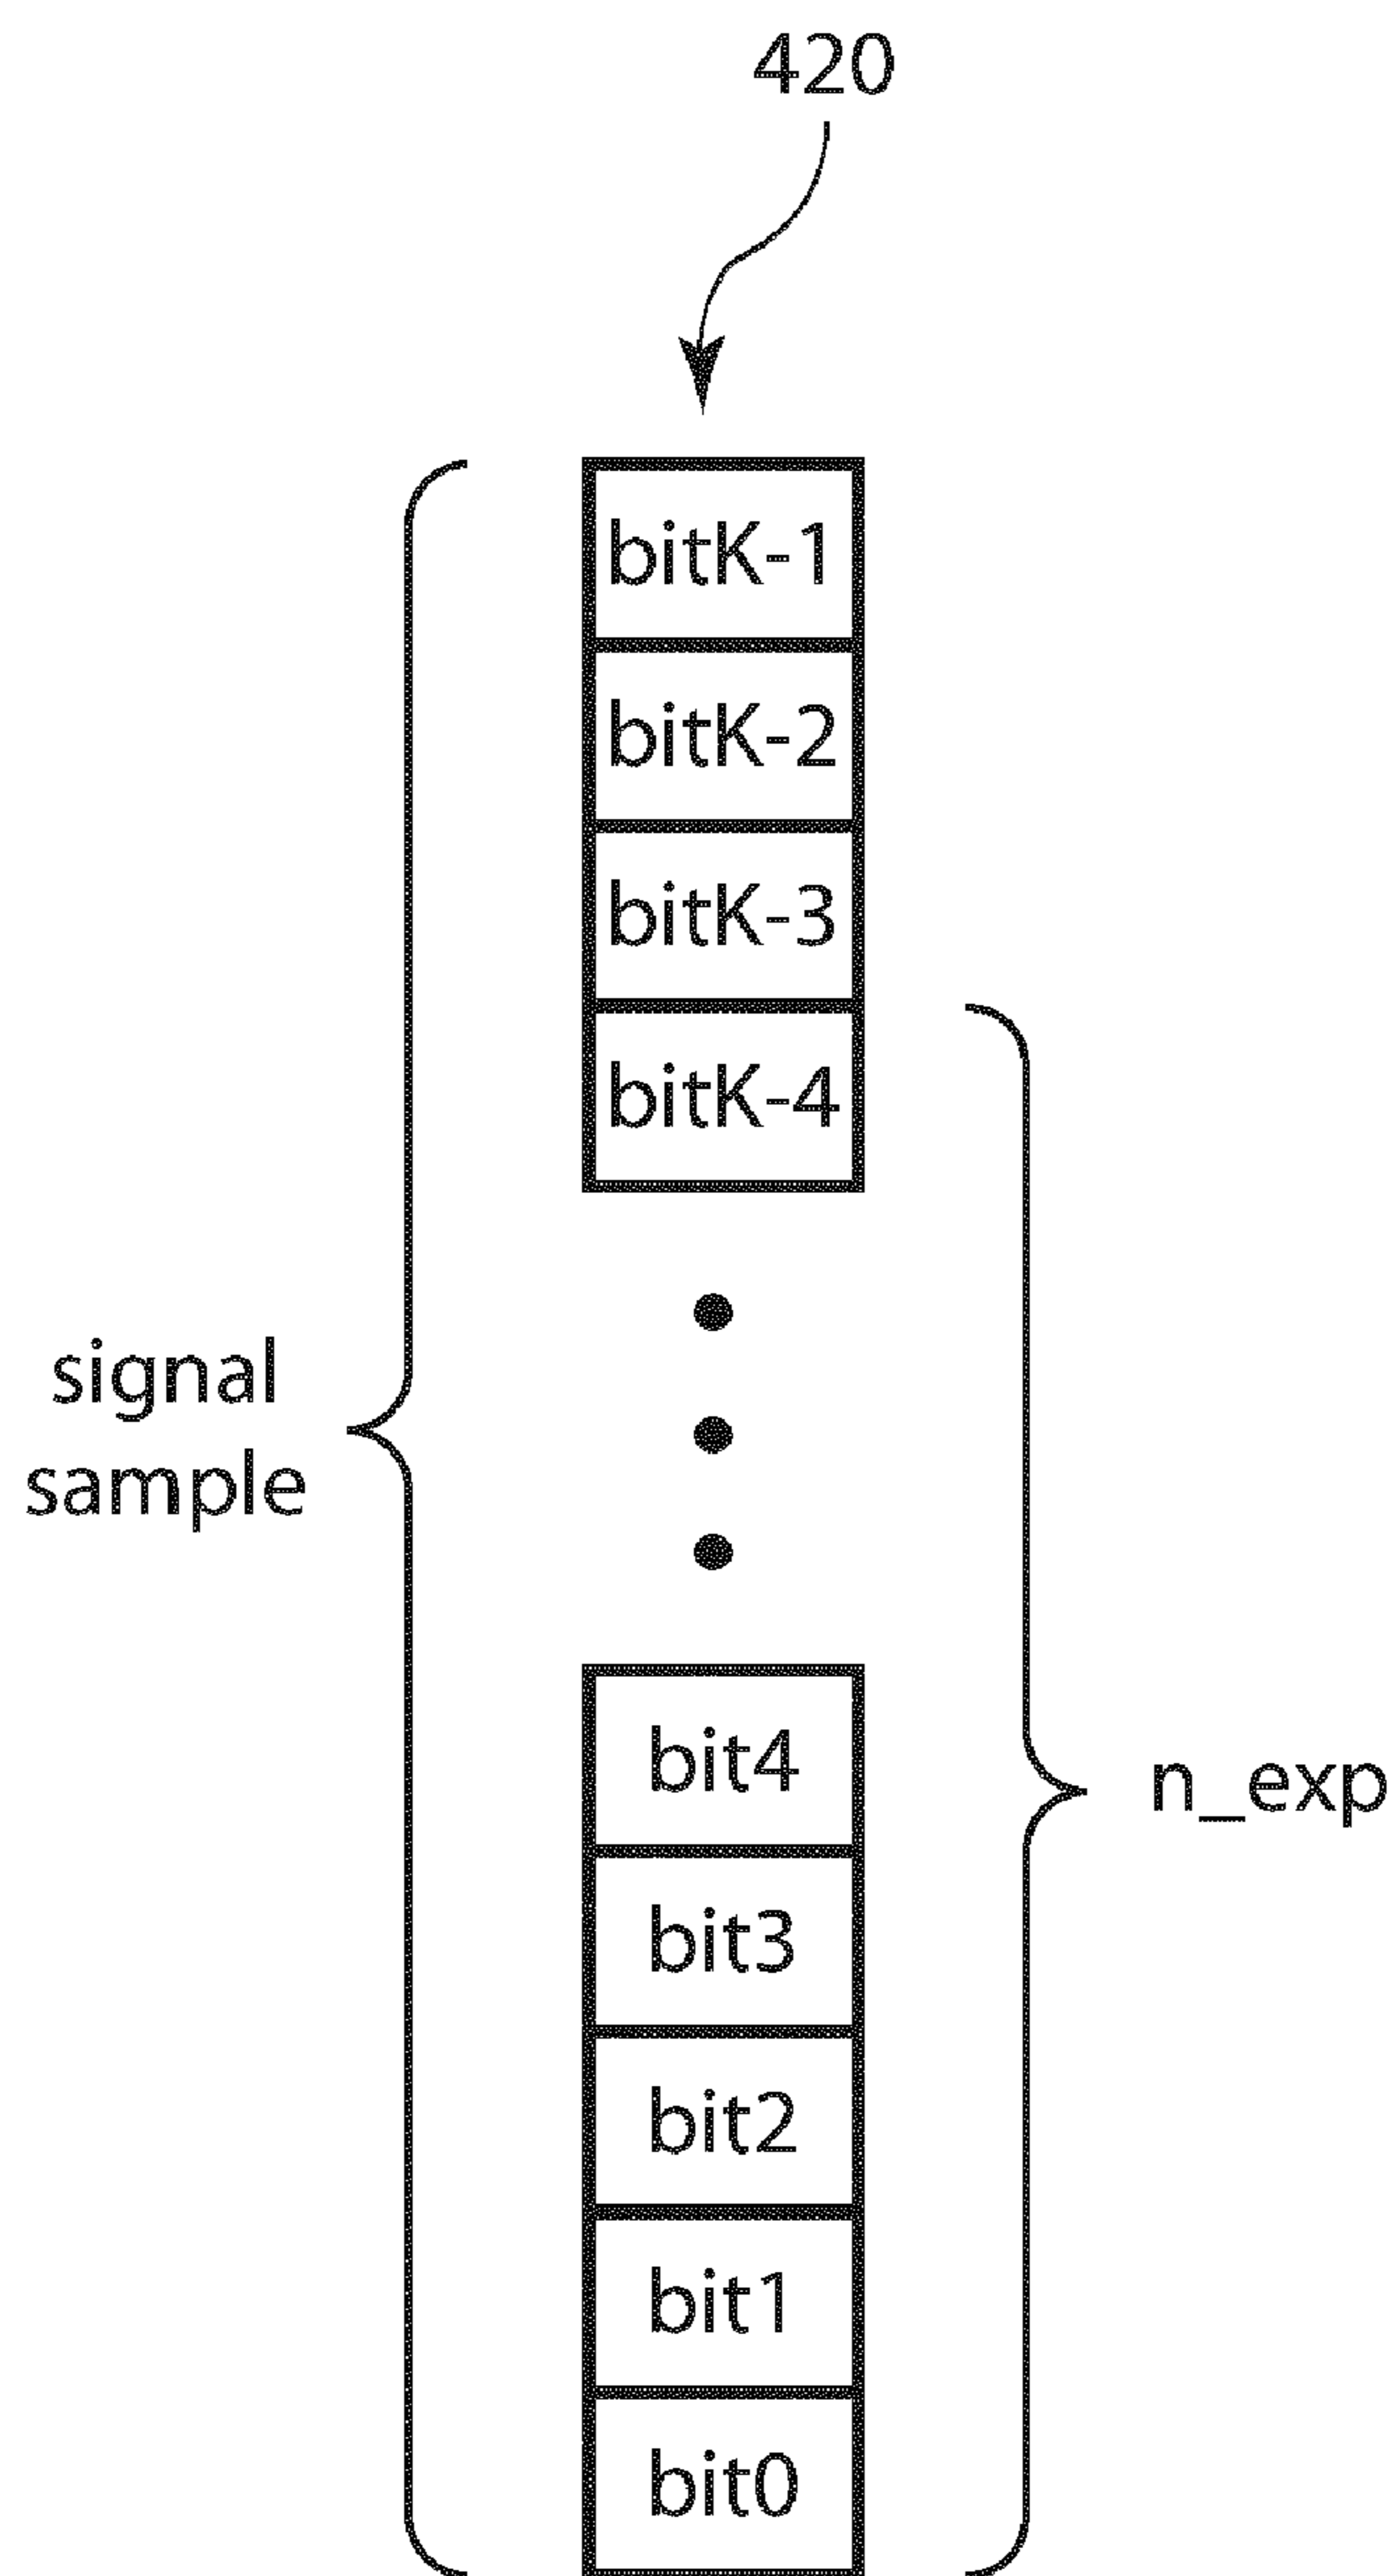 420
bitK-1
bitK-2
bitK-3
bitK-4
signal
sample
bit4
n_exp
bit3
bit2
bit1
bit0